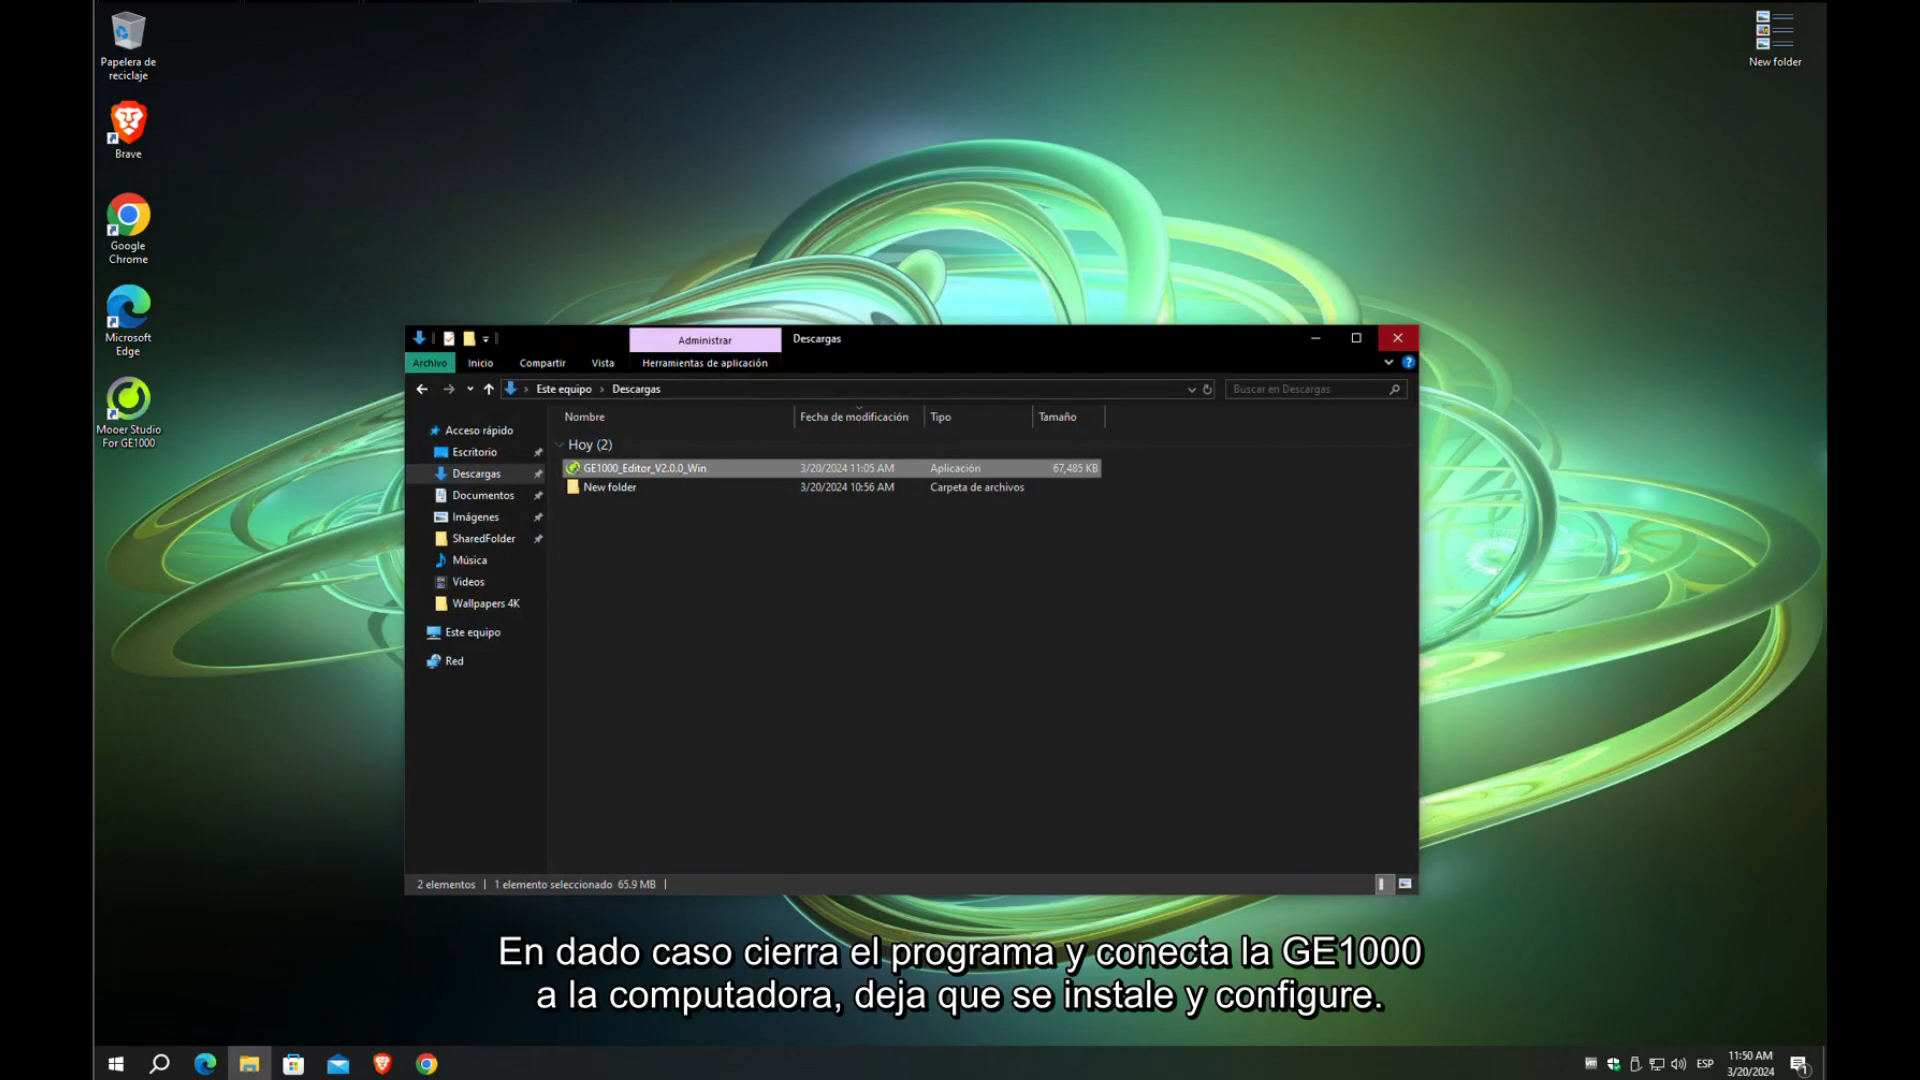 Papelera de
reciclaje
Brave
Google
Chrome
Microsoft
Edge
Mooer Studio
For GE1000
New folder
Administrar
Descargas
Archivo
Inicio
Compartir
Vista
Herramientas de aplicación
Este equipo
Descargas
Buscar en Descargas
Nombre
Fecha de modificación
Tipo
Tamaño
Acceso rápido
Escritorio
Descargas
Documentos
Imágenes
SharedFolder
Música
Videos
Wallpapers 4K
Este equipo
Red
Hoy (2)
GE1000_Editor_V2.0.0_Win 3/20/2024 11:05 AM Aplicación 67,485 KB
New folder 3/20/2024 10:56 AM Carpeta de archivos
2 elementos 1 elemento seleccionado 65.9 MB
En dado caso cierra el programa y conecta la GE1000
a la computadora, deja que se instale y configure.
ESP
11:50 AM
3/20/2024
1